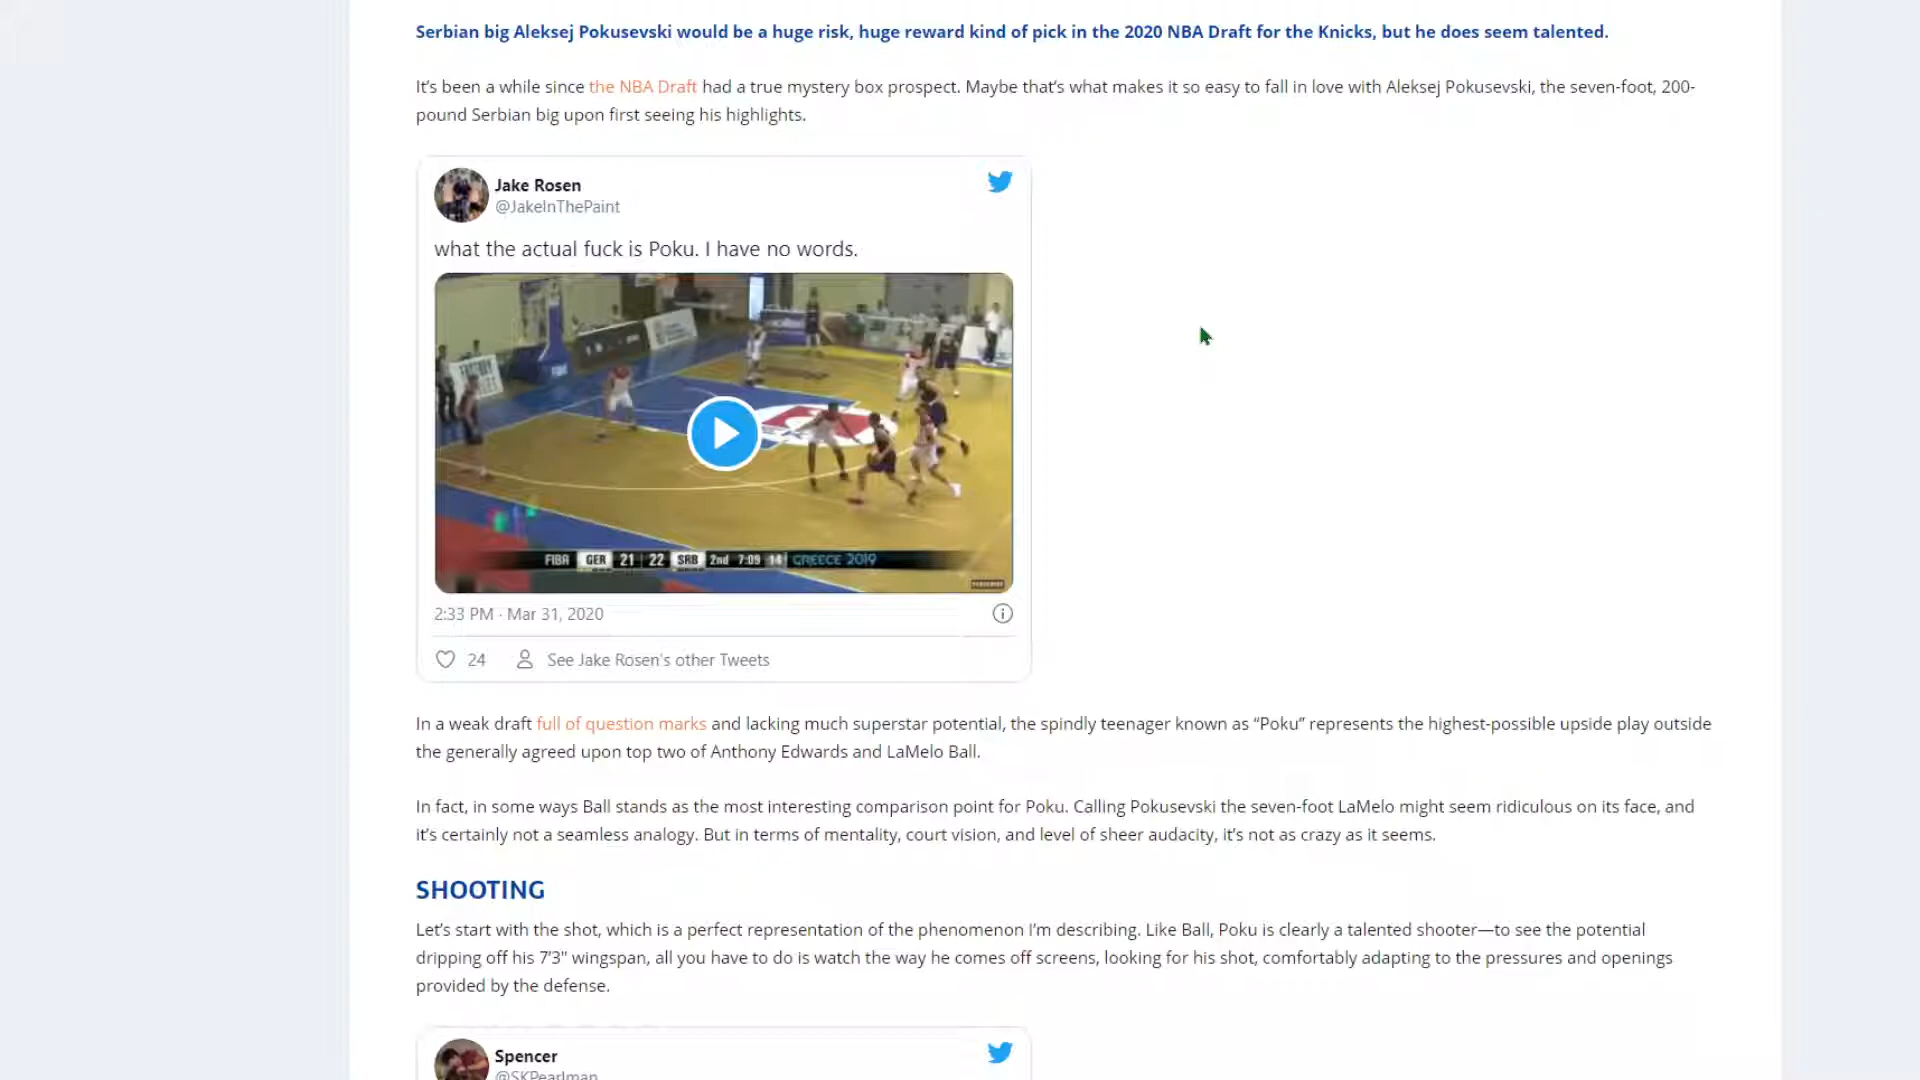 Serbian big Aleksej Pokusevski would be a huge risk, huge reward kind of pick in the 2020 NBA Draft for the Knicks, but he does seem talented.
It’s been a while since the NBA Draft had a true mystery box prospect. Maybe that’s what makes it so easy to fall in love with Aleksej Pokusevski, the seven-foot, 200-
pound Serbian big upon first seeing his highlights.
Jake Rosen
@JakeInThePaint
what the actual fuck is Poku. I have no words.
FIBA GER 21 22 SRB 2nd 7:09 14 GREECE 2019
2:33 PM · Mar 31, 2020
24 See Jake Rosen's other Tweets
In a weak draft full of question marks and lacking much superstar potential, the spindly teenager known as “Poku” represents the highest-possible upside play outside
the generally agreed upon top two of Anthony Edwards and LaMelo Ball.
In fact, in some ways Ball stands as the most interesting comparison point for Poku. Calling Pokusevski the seven-foot LaMelo might seem ridiculous on its face, and
it’s certainly not a seamless analogy. But in terms of mentality, court vision, and level of sheer audacity, it’s not as crazy as it seems.
SHOOTING
Let’s start with the shot, which is a perfect representation of the phenomenon I’m describing. Like Ball, Poku is clearly a talented shooter—to see the potential
dripping off his 7’3" wingspan, all you have to do is watch the way he comes off screens, looking for his shot, comfortably adapting to the pressures and openings
provided by the defense.
Spencer
@SKPearlman